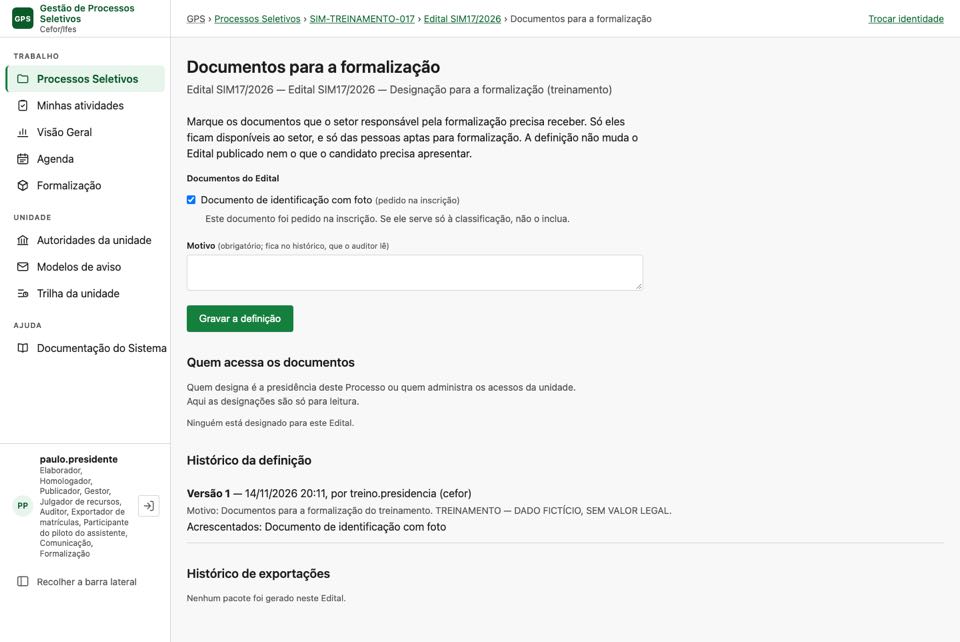 GPS
Gestão de Processos
Seletivos
Cefor/Ifes
GPS › Processos Seletivos › SIM-TREINAMENTO-017 › Edital SIM17/2026 › Documentos para a formalização
Trocar identidade
TRABALHO
Processos Seletivos
Minhas atividades
Visão Geral
Agenda
Formalização
UNIDADE
Autoridades da unidade
Modelos de aviso
Trilha da unidade
AJUDA
Documentação do Sistema
PP
paulo.presidente
Elaborador,
Homologador,
Publicador, Gestor,
Julgador de recursos,
Auditor, Exportador de
matrículas, Participante
do piloto do assistente,
Comunicação,
Formalização
Recolher a barra lateral
Documentos para a formalização
Edital SIM17/2026 — Edital SIM17/2026 — Designação para a formalização (treinamento)
Marque os documentos que o setor responsável pela formalização precisa receber. Só eles
ficam disponíveis ao setor, e só das pessoas aptas para formalização. A definição não muda o
Edital publicado nem o que o candidato precisa apresentar.
Documentos do Edital
Documento de identificação com foto (pedido na inscrição)
Este documento foi pedido na inscrição. Se ele serve só à classificação, não o inclua.
Motivo (obrigatório; fica no histórico, que o auditor lê)
Gravar a definição
Quem acessa os documentos
Quem designa é a presidência deste Processo ou quem administra os acessos da unidade.
Aqui as designações são só para leitura.
Ninguém está designado para este Edital.
Histórico da definição
Versão 1 — 14/11/2026 20:11, por treino.presidencia (cefor)
Motivo: Documentos para a formalização do treinamento. TREINAMENTO — DADO FICTÍCIO, SEM VALOR LEGAL.
Acrescentados: Documento de identificação com foto
Histórico de exportações
Nenhum pacote foi gerado neste Edital.